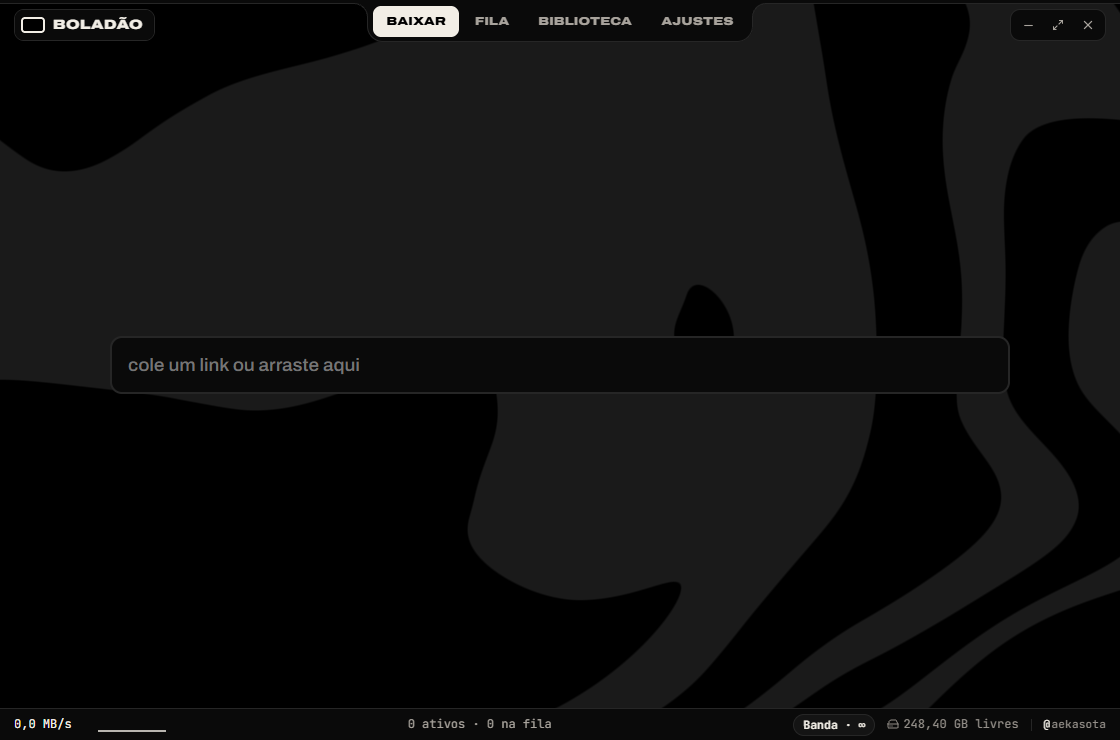 BOLADÃO
BAIXAR FILA BIBLIOTECA AJUSTES
cole um link ou arraste aqui
0,0 MB/s
0 ativos · 0 na fila
Banda · ∞
248,40 GB livres
@aekasota